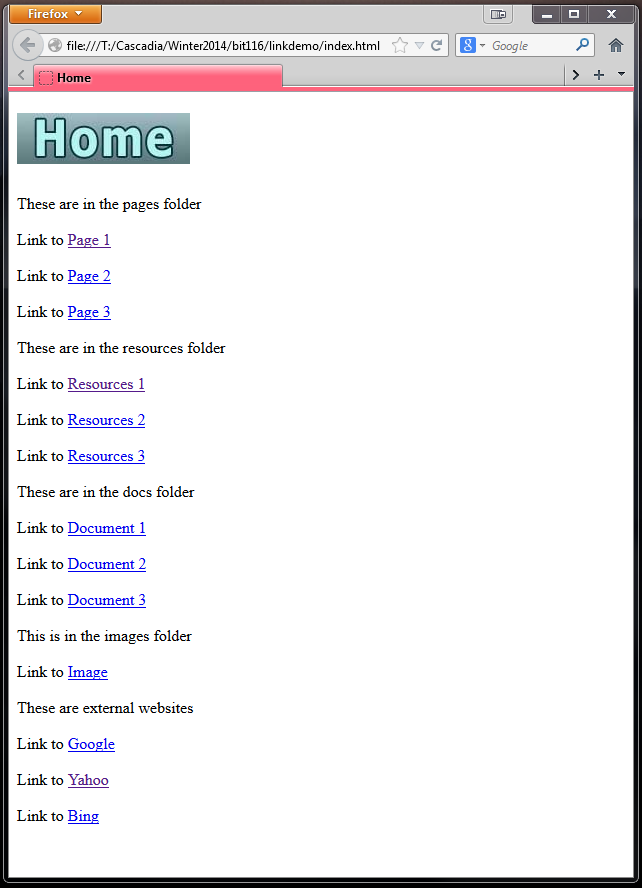 Firefox
file:///T:/Cascadia/Winter2014/bit116/linkdemo/index.html
Google
Home
Home
These are in the pages folder
Link to Page 1
Link to Page 2
Link to Page 3
These are in the resources folder
Link to Resources 1
Link to Resources 2
Link to Resources 3
These are in the docs folder
Link to Document 1
Link to Document 2
Link to Document 3
This is in the images folder
Link to Image
These are external websites
Link to Google
Link to Yahoo
Link to Bing